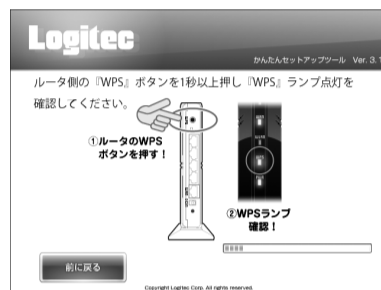 Logitec
かんたんセットアップツール Ver. 3.1
ルータ側の『WPS』ボタンを1秒以上押し『WPS』ランプ点灯を
確認してください。
①ルータのWPS
ボタンを押す！
②WPSランプ
確認！
前に戻る
Copyright Logitec Corp. All rights reserved.